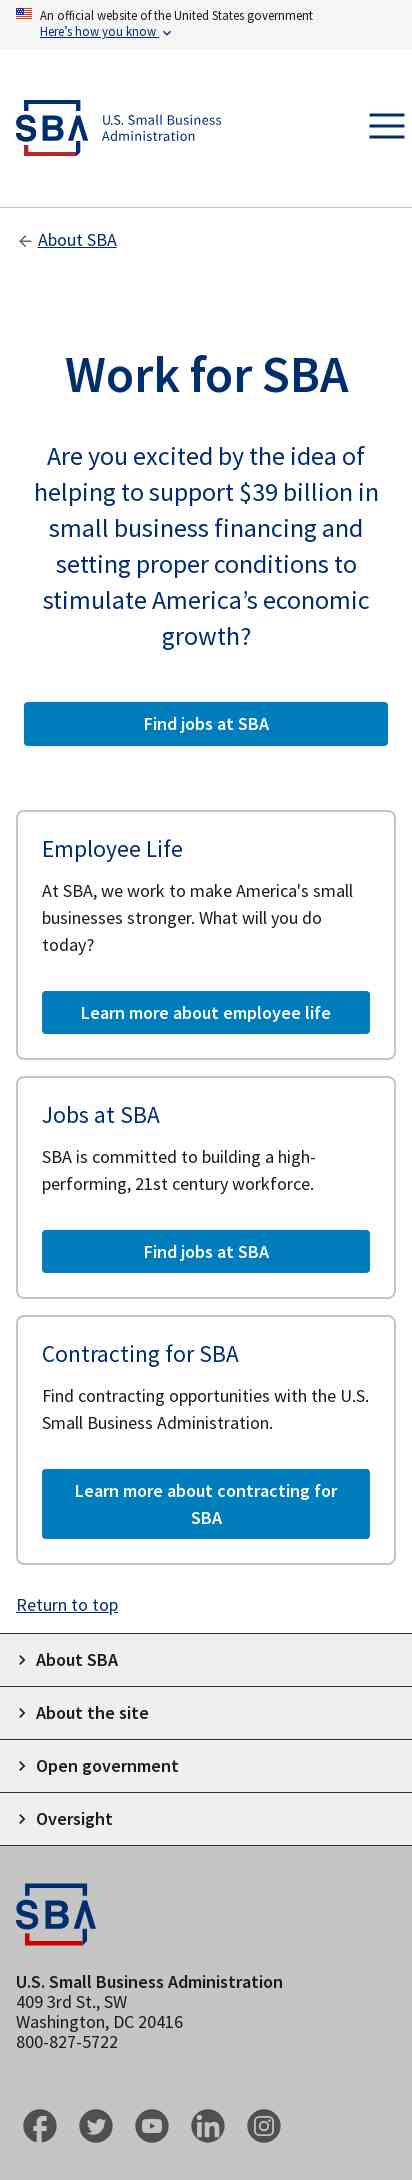 An official website of the United States government
Here's how you know
SBA
U.S. Small Business
Administration
About SBA
Work for SBA
Are you excited by the idea of
helping to support $39 billion in
small business financing and
setting proper conditions to
stimulate America’s economic
growth?
Find jobs at SBA
Employee Life
At SBA, we work to make America's small
businesses stronger. What will you do
today?
Learn more about employee life
Jobs at SBA
SBA is committed to building a high-
performing, 21st century workforce.
Find jobs at SBA
Contracting for SBA
Find contracting opportunities with the U.S.
Small Business Administration.
Learn more about contracting for
SBA
Return to top
About SBA
About the site
Open government
Oversight
SBA
U.S. Small Business Administration
409 3rd St., SW
Washington, DC 20416
800-827-5722